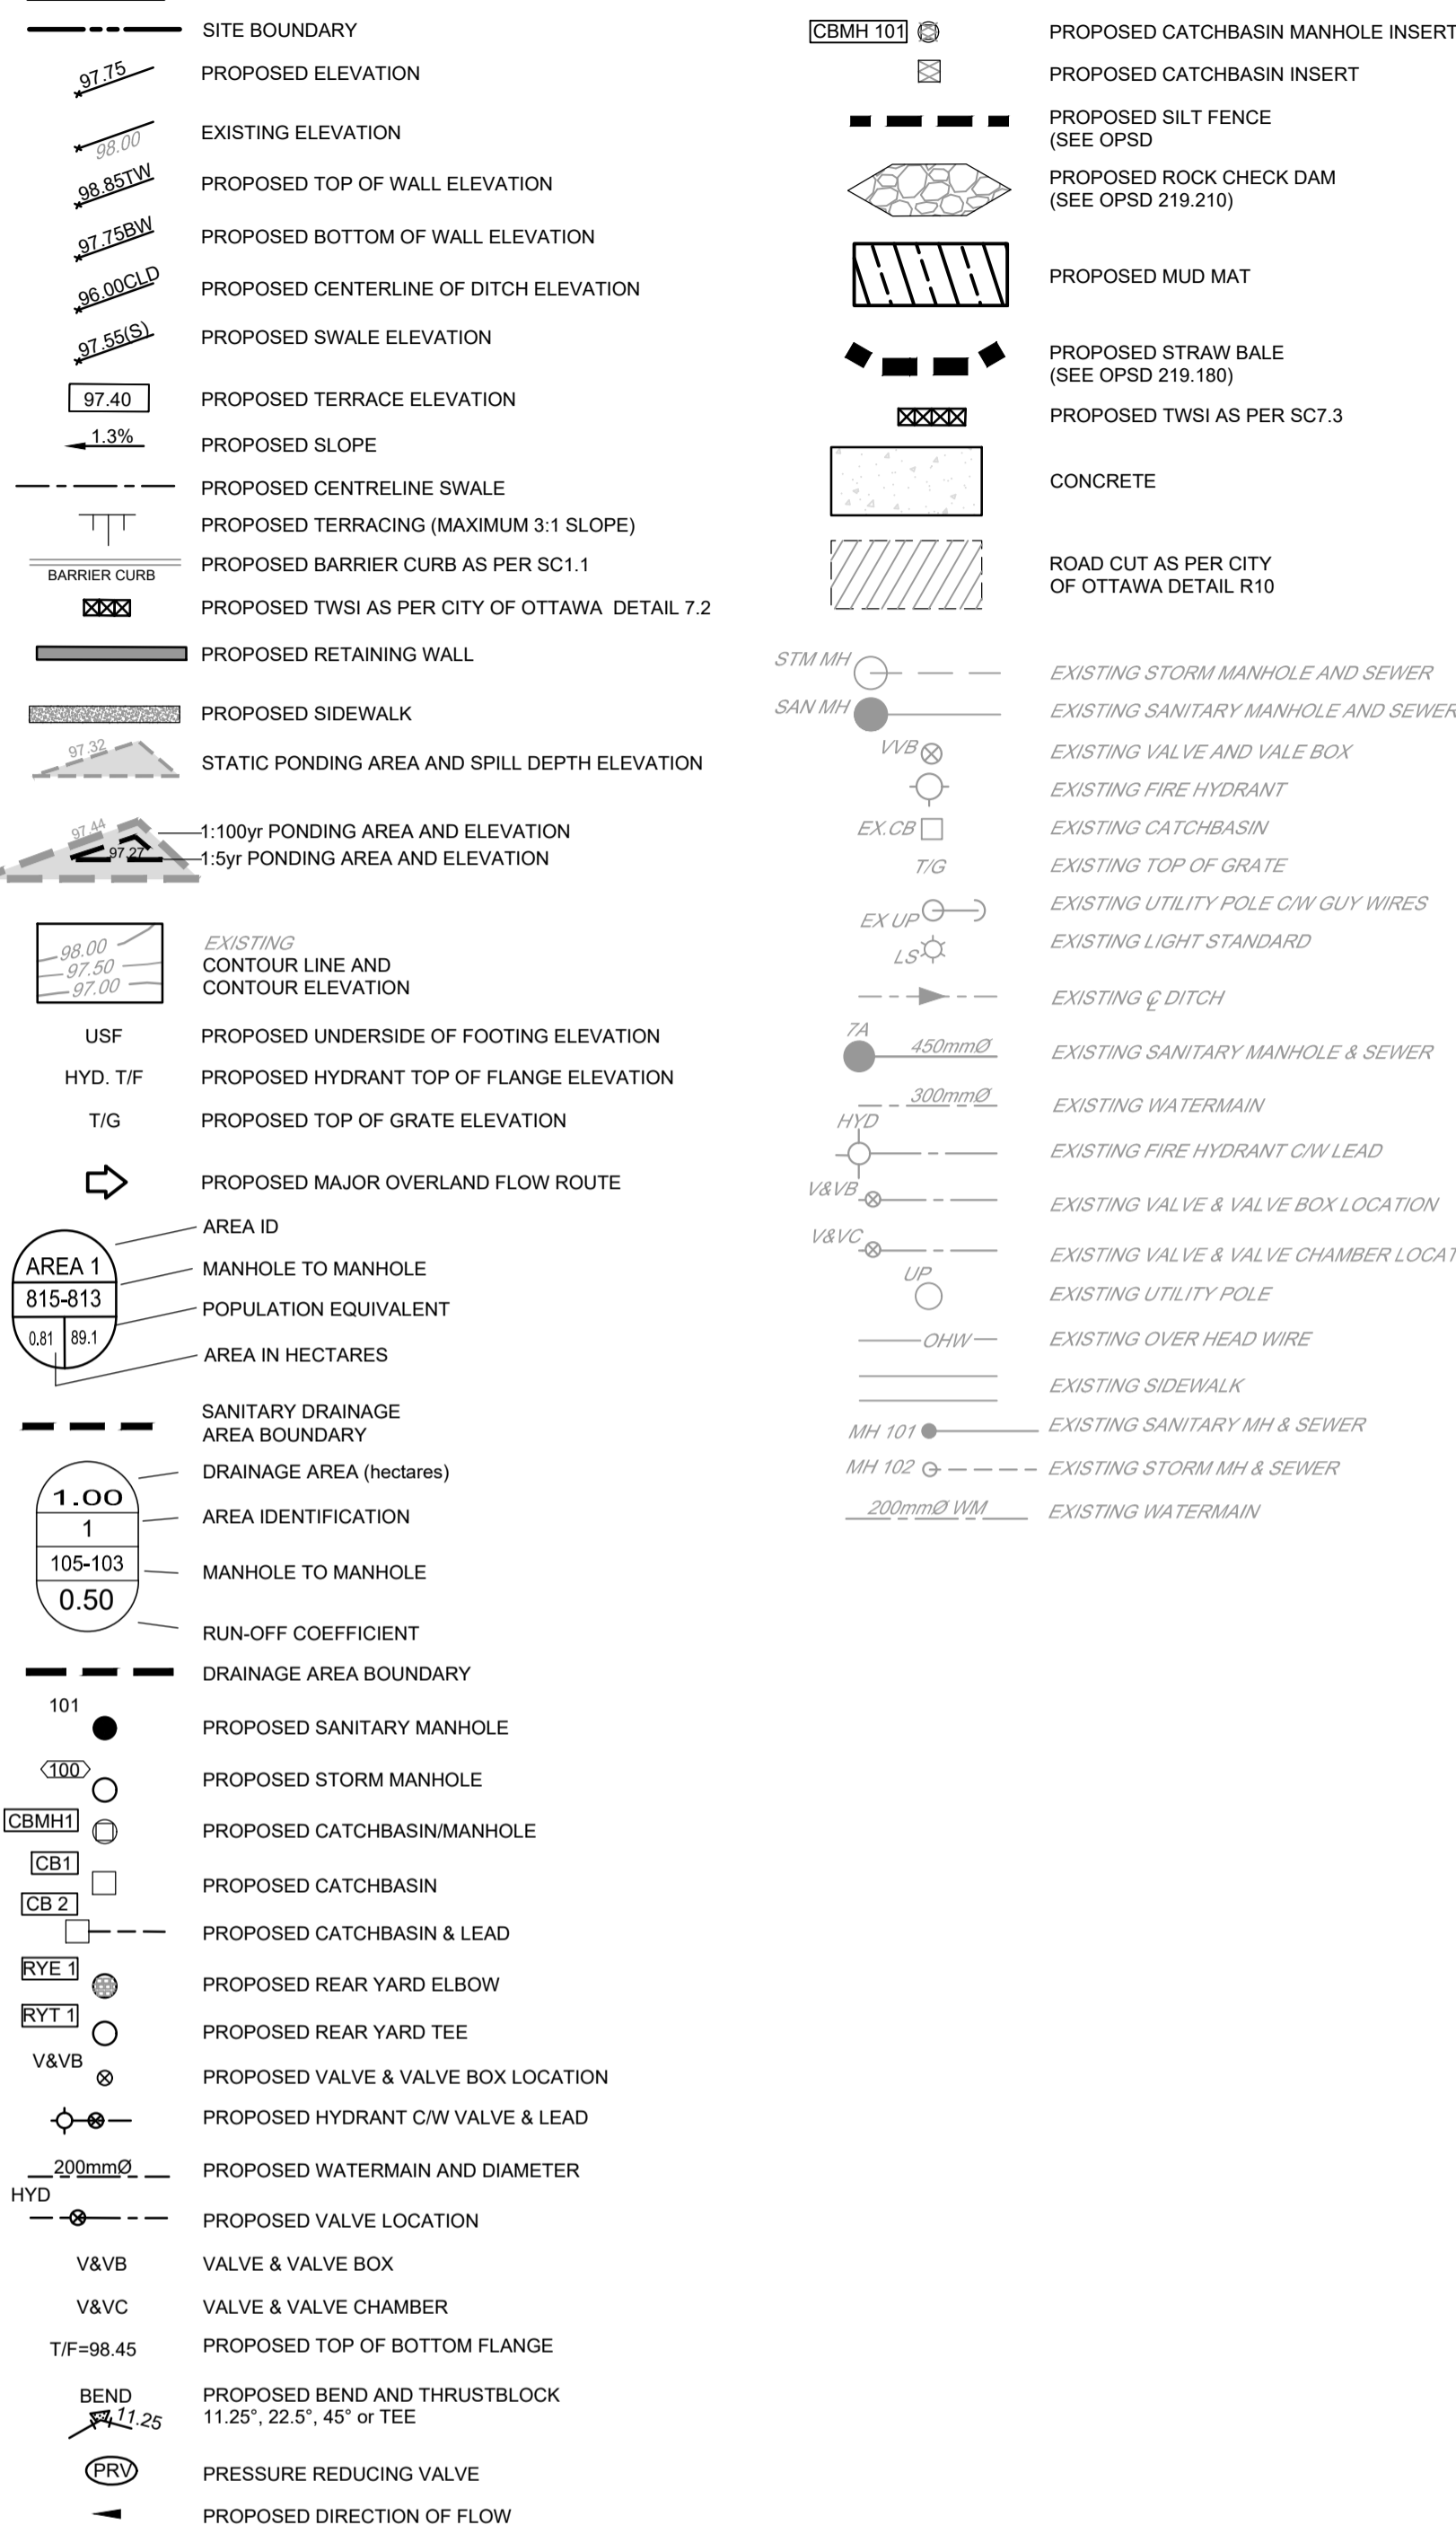 SITE BOUNDARY
97.75
PROPOSED ELEVATION
98.00
EXISTING ELEVATION
98.85TW
PROPOSED TOP OF WALL ELEVATION
97.75BW
PROPOSED BOTTOM OF WALL ELEVATION
96.00CLD
PROPOSED CENTERLINE OF DITCH ELEVATION
97.55(S)
PROPOSED SWALE ELEVATION
97.40
PROPOSED TERRACE ELEVATION
1.3%
PROPOSED SLOPE
PROPOSED CENTRELINE SWALE
PROPOSED TERRACING (MAXIMUM 3:1 SLOPE)
PROPOSED BARRIER CURB AS PER SC1.1
BARRIER CURB
PROPOSED TWSI AS PER CITY OF OTTAWA DETAIL 7.2
PROPOSED RETAINING WALL
PROPOSED SIDEWALK
97.32
STATIC PONDING AREA AND SPILL DEPTH ELEVATION
97.44
1:100yr PONDING AREA AND ELEVATION
97.27
1:5yr PONDING AREA AND ELEVATION
98.00
97.50
97.00
EXISTING
CONTOUR LINE AND
CONTOUR ELEVATION
USF
PROPOSED UNDERSIDE OF FOOTING ELEVATION
HYD. T/F
PROPOSED HYDRANT TOP OF FLANGE ELEVATION
T/G
PROPOSED TOP OF GRATE ELEVATION
PROPOSED MAJOR OVERLAND FLOW ROUTE
AREA 1
815-813
0.81
89.1
AREA ID
MANHOLE TO MANHOLE
POPULATION EQUIVALENT
AREA IN HECTARES
SANITARY DRAINAGE
AREA BOUNDARY
1.00
1
105-103
0.50
DRAINAGE AREA (hectares)
AREA IDENTIFICATION
MANHOLE TO MANHOLE
RUN-OFF COEFFICIENT
DRAINAGE AREA BOUNDARY
101
PROPOSED SANITARY MANHOLE
100
PROPOSED STORM MANHOLE
CBMH1
PROPOSED CATCHBASIN/MANHOLE
CB1
PROPOSED CATCHBASIN
CB 2
PROPOSED CATCHBASIN & LEAD
RYE 1
PROPOSED REAR YARD ELBOW
RYT 1
PROPOSED REAR YARD TEE
V&VB
PROPOSED VALVE & VALVE BOX LOCATION
PROPOSED HYDRANT C/W VALVE & LEAD
200mmØ
PROPOSED WATERMAIN AND DIAMETER
HYD
PROPOSED VALVE LOCATION
V&VB
VALVE & VALVE BOX
V&VC
VALVE & VALVE CHAMBER
T/F=98.45
PROPOSED TOP OF BOTTOM FLANGE
BEND
11.25
PROPOSED BEND AND THRUSTBLOCK
11.25°, 22.5°, 45° or TEE
PRV
PRESSURE REDUCING VALVE
PROPOSED DIRECTION OF FLOW
CBMH 101
PROPOSED CATCHBASIN MANHOLE INSERT
PROPOSED CATCHBASIN INSERT
PROPOSED SILT FENCE
(SEE OPSD
PROPOSED ROCK CHECK DAM
(SEE OPSD 219.210)
PROPOSED MUD MAT
PROPOSED STRAW BALE
(SEE OPSD 219.180)
PROPOSED TWSI AS PER SC7.3
CONCRETE
ROAD CUT AS PER CITY
OF OTTAWA DETAIL R10
STM MH
EXISTING STORM MANHOLE AND SEWER
SAN MH
EXISTING SANITARY MANHOLE AND SEWER
VVB
EXISTING VALVE AND VALE BOX
EXISTING FIRE HYDRANT
EX.CB
EXISTING CATCHBASIN
T/G
EXISTING TOP OF GRATE
EX UP
EXISTING UTILITY POLE C/W GUY WIRES
LS
EXISTING LIGHT STANDARD
EXISTING ℄ DITCH
7A
450mmØ
EXISTING SANITARY MANHOLE & SEWER
300mmØ
EXISTING WATERMAIN
HYD
EXISTING FIRE HYDRANT C/W LEAD
V&VB
EXISTING VALVE & VALVE BOX LOCATION
V&VC
EXISTING VALVE & VALVE CHAMBER LOCAT
UP
EXISTING UTILITY POLE
OHW
EXISTING OVER HEAD WIRE
EXISTING SIDEWALK
MH 101
EXISTING SANITARY MH & SEWER
MH 102
EXISTING STORM MH & SEWER
200mmØ WM
EXISTING WATERMAIN